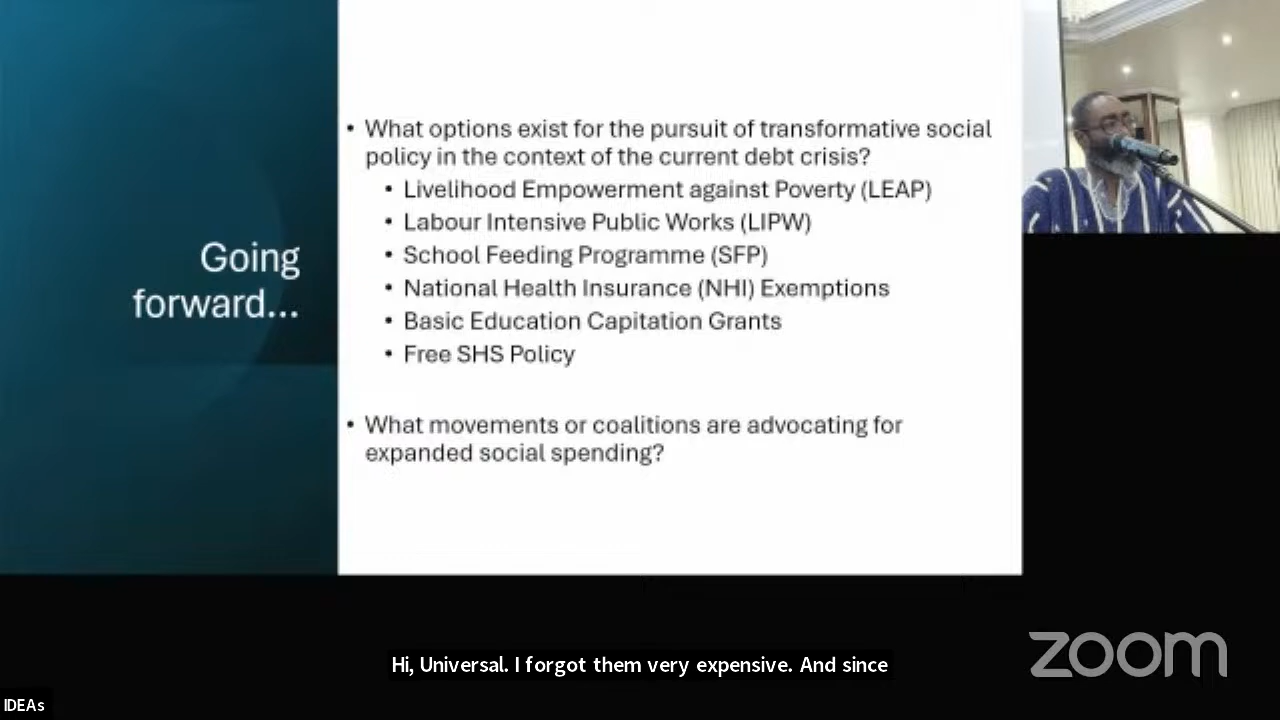 Going
forward...
• What options exist for the pursuit of transformative social
policy in the context of the current debt crisis?
• Livelihood Empowerment against Poverty (LEAP)
• Labour Intensive Public Works (LIPW)
• School Feeding Programme (SFP)
• National Health Insurance (NHI) Exemptions
• Basic Education Capitation Grants
• Free SHS Policy
• What movements or coalitions are advocating for
expanded social spending?
Hi, Universal. I forgot them very expensive. And since
zoom
IDEAs